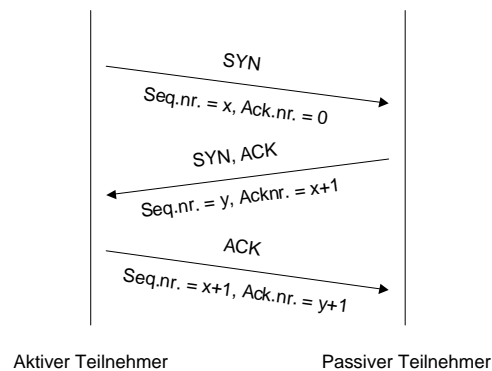 SYN
Seq.nr. = x, Ack.nr. = 0
SYN, ACK
Seq.nr. = y, Acknr. = x+1
ACK
Seq.nr. = x+1, Ack.nr. = y+1
Aktiver Teilnehmer Passiver Teilnehmer